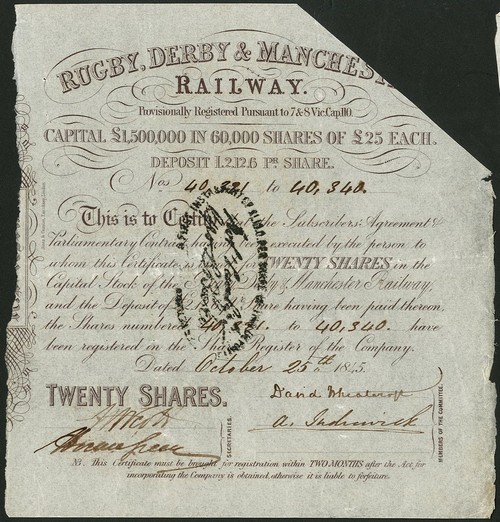 RUGBY, DERBY & MANCHEST
RAILWAY.
Provisionally Registered Pursuant to 7 & 8 Vic. Cap. 110.
CAPITAL £1,500,000 IN 60,000 SHARES OF £25 EACH.
DEPOSIT £2.12.6 PR. SHARE.
Nos 40,321 to 40,340.
This is to Certify the Subscribers' Agreement &
Parliamentary Contract having been executed by the person to
whom this Certificate is TWENTY SHARES in the
Capital Stock of the Derby & Manchester Railway,
and the Deposit of having been paid thereon,
the Shares numbered 40,321. to 40,340. have
been registered in the Register of the Company.
Dated October 25th 1845
TWENTY SHARES.
SECRETARIES.
MEMBERS OF THE COMMITTEE.
NB. This Certificate must be brought for registration within TWO MONTHS after the Act for
incorporating the Company is obtained, otherwise it is liable to forfeiture.